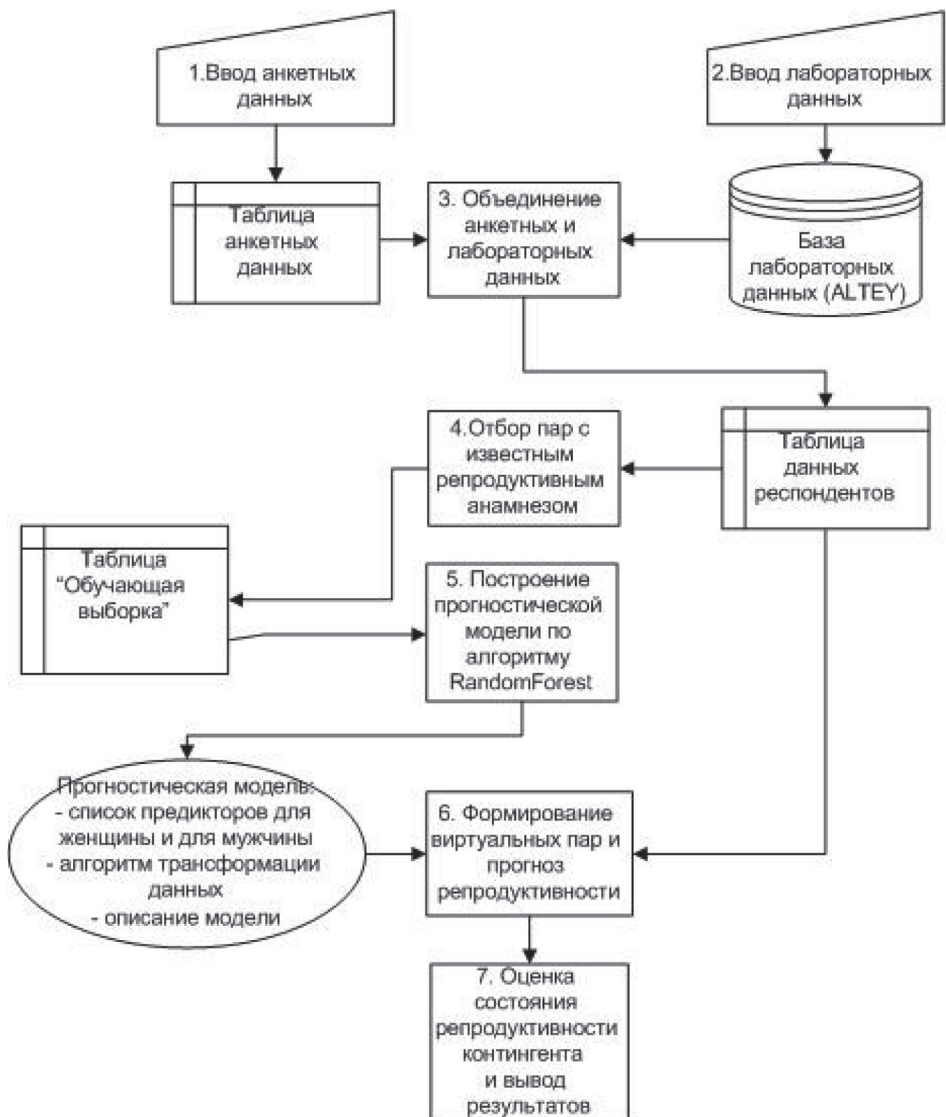 1.Ввод анкетных
данных
2.Ввод лабораторных
данных
Таблица
анкетных
данных
3. Объединение
анкетных и
лабораторных
данных
База
лабораторных
данных (ALTEY)
4.Отбор пар с
известным
репродуктивным
анамнезом
Таблица
данных
респондентов
Таблица
“Обучающая
выборка”
5. Построение
прогностической
модели по
алгоритму
RandomForest
Прогностическая модель:
- список предикторов для
женщины и для мужчины
- алгоритм трансформации
данных
- описание модели
6. Формирование
виртуальных пар и
прогноз
репродуктивности
7. Оценка
состояния
репродуктивности
контингента
и вывод
результатов